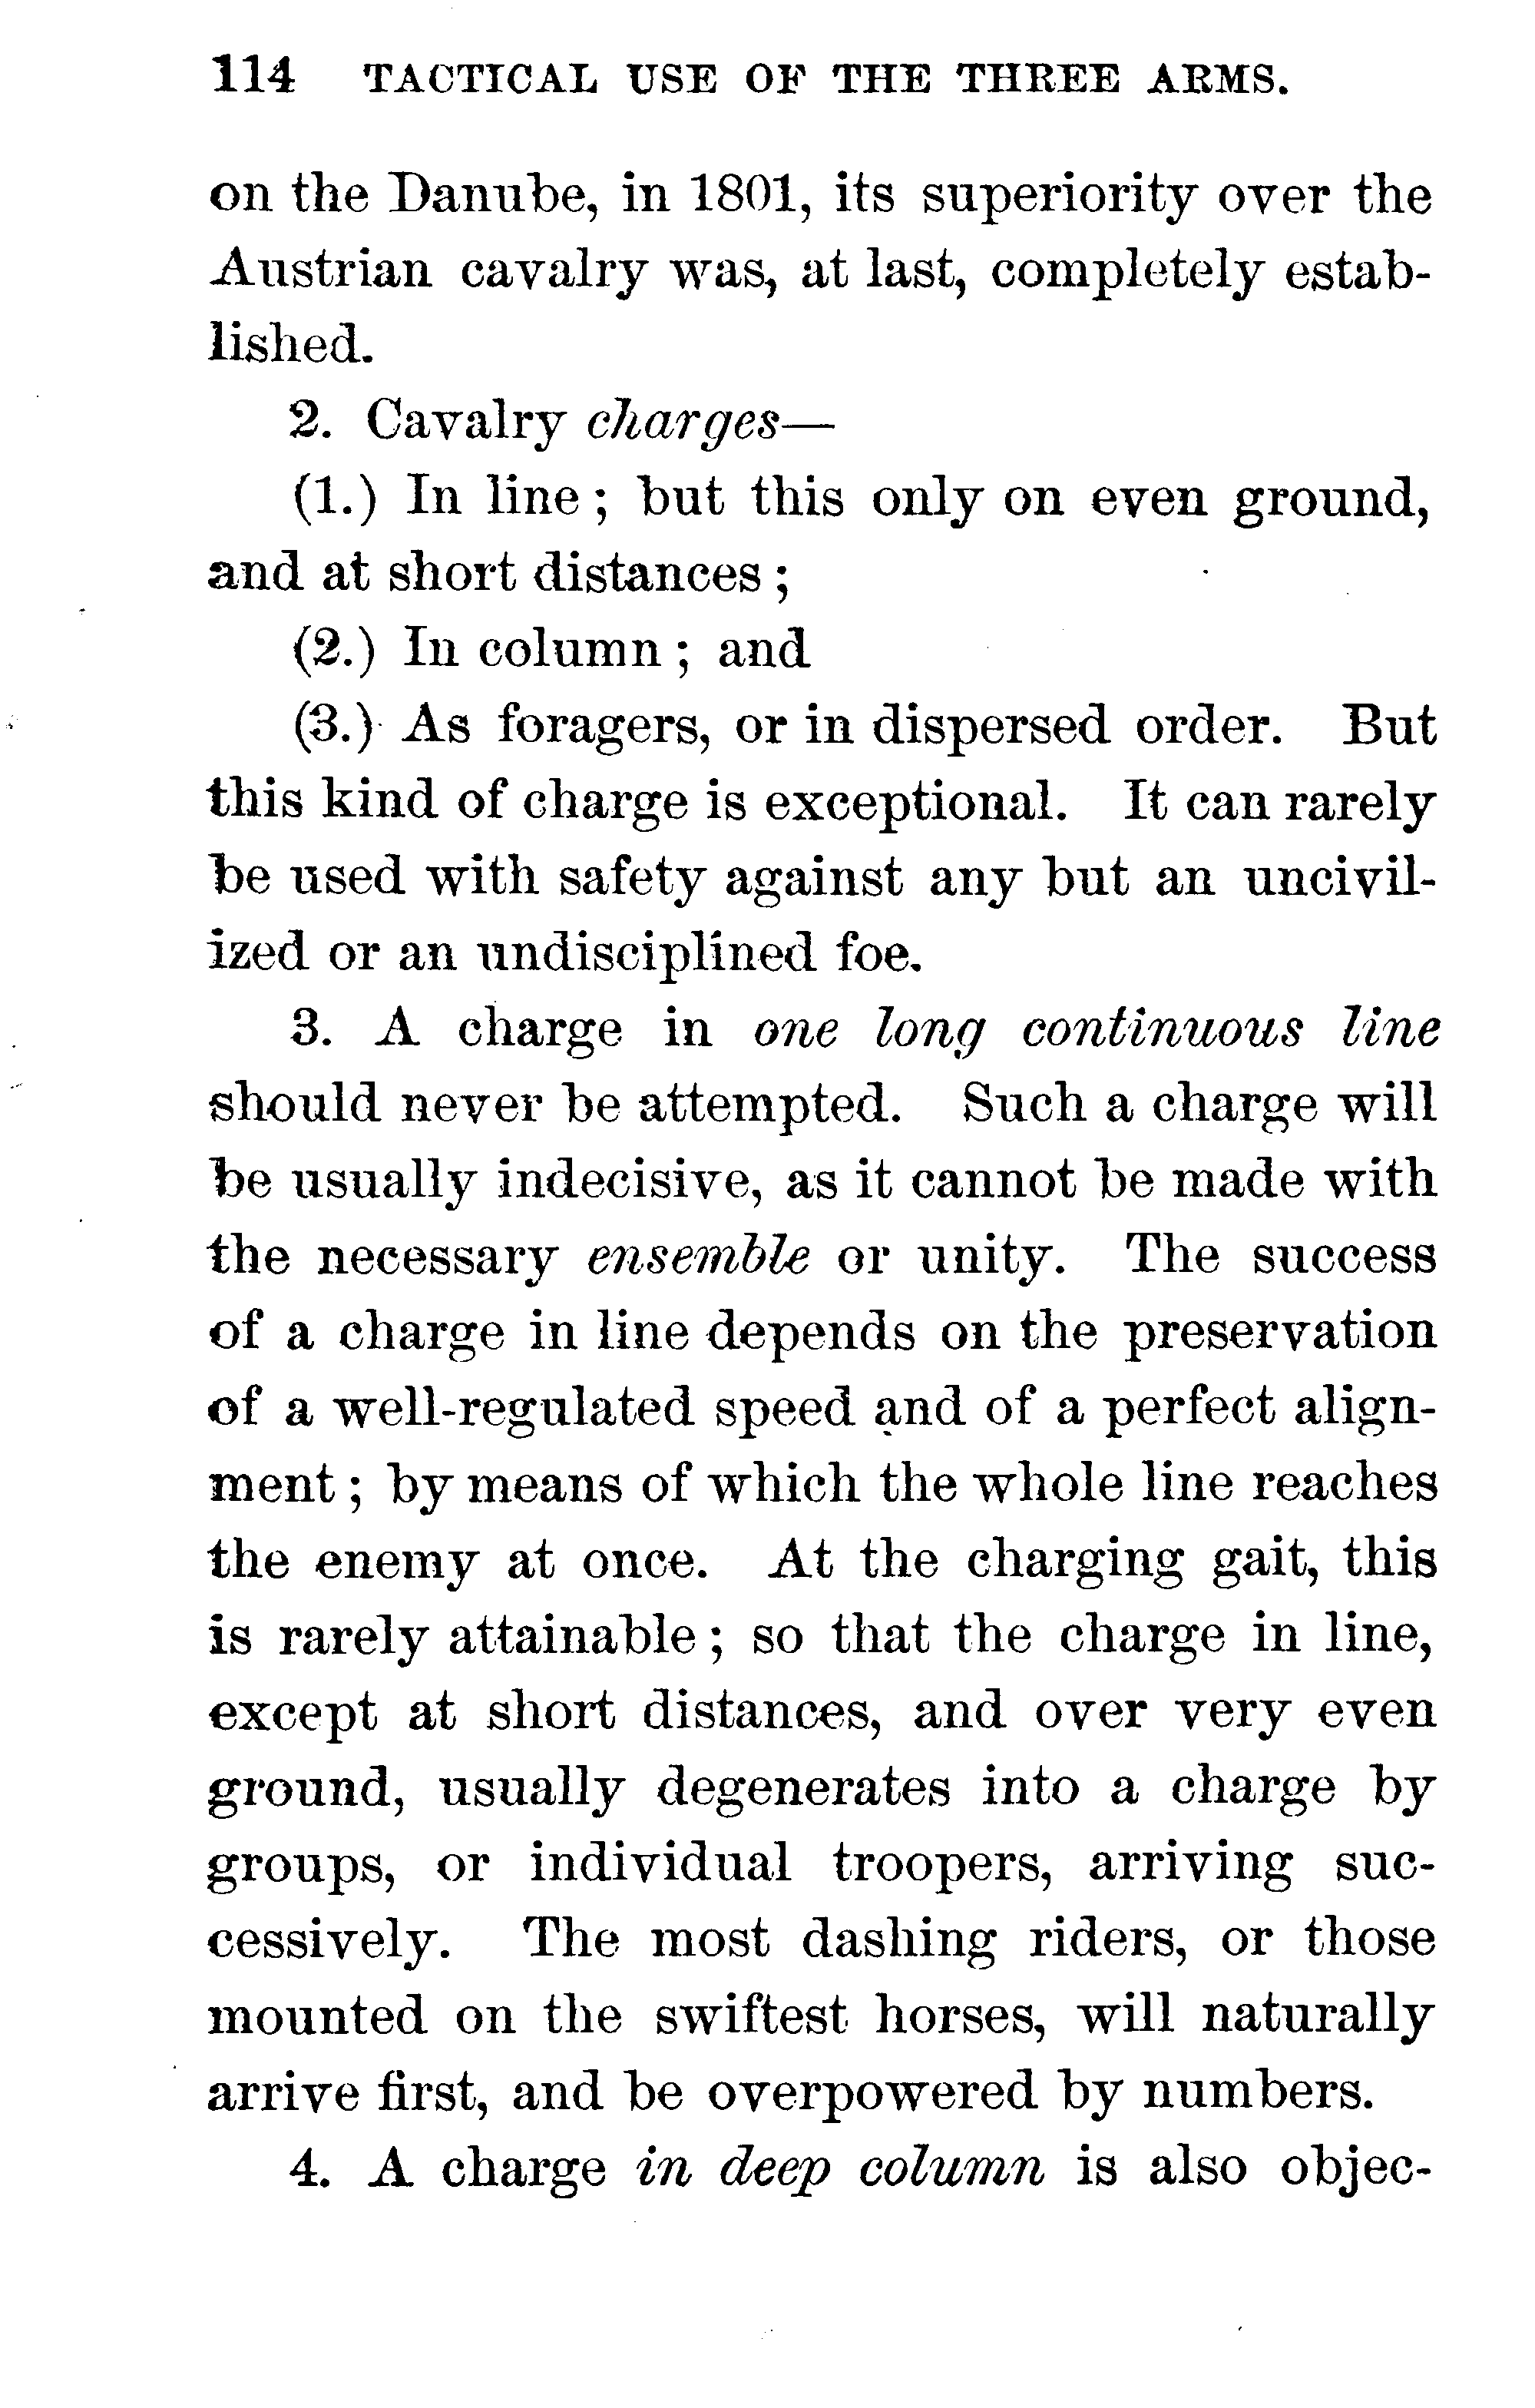 114 TACTICAL USE OF THE THREE ARMS.
on the Danube, in 1801, its superiority over the
Austrian cavalry was, at last, completely estab-
lished.
2. Cavalry charges—
(1.) In line ; but this only on even ground,
and at short distances ;
(2.) In column ; and
(3.) As foragers, or in dispersed order. But
this kind of charge is exceptional. It can rarely
be used with safety against any but an uncivil-
ized or an undisciplined foe.
3. A charge in one long continuous line
should never be attempted. Such a charge will
be usually indecisive, as it cannot be made with
the necessary ensemble or unity. The success
of a charge in line depends on the preservation
of a well-regulated speed and of a perfect align-
ment ; by means of which the whole line reaches
the enemy at once. At the charging gait, this
is rarely attainable ; so that the charge in line,
except at short distances, and over very even
ground, usually degenerates into a charge by
groups, or individual troopers, arriving suc-
cessively. The most dashing riders, or those
mounted on the swiftest horses, will naturally
arrive first, and be overpowered by numbers.
4. A charge in deep column is also objec-